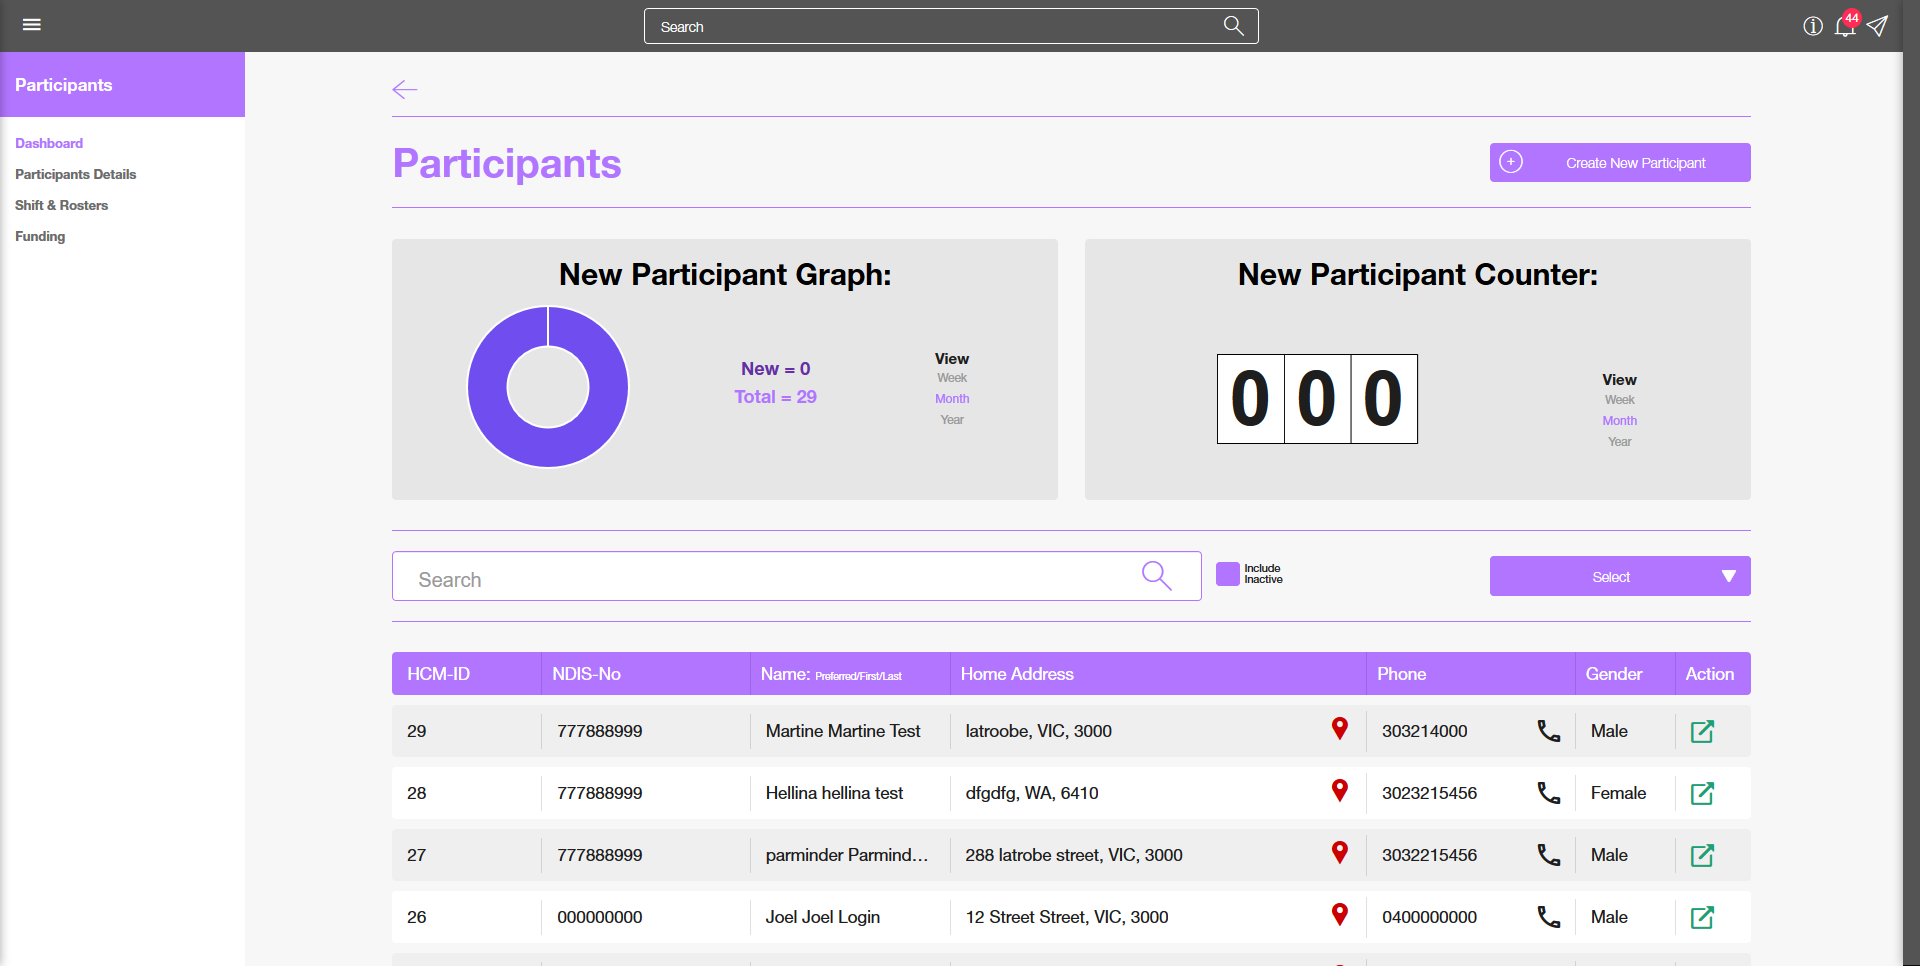 Search
44
Participants
Dashboard
Participants Details
Shift & Rosters
Funding
Participants
Create New Participant
New Participant Graph:
New = 0
Total = 29
View
Week
Month
Year
New Participant Counter:
000
View
Week
Month
Year
Search
Include
Inactive
Select
HCM-ID NDIS-No Name: Preferred/First/Last Home Address Phone Gender Action
29 777888999 Martine Martine Test latroobe, VIC, 3000 303214000 Male
28 777888999 Hellina hellina test dfgdfg, WA, 6410 3023215456 Female
27 777888999 parminder Parmind... 288 latrobe street, VIC, 3000 3032215456 Male
26 000000000 Joel Joel Login 12 Street Street, VIC, 3000 0400000000 Male